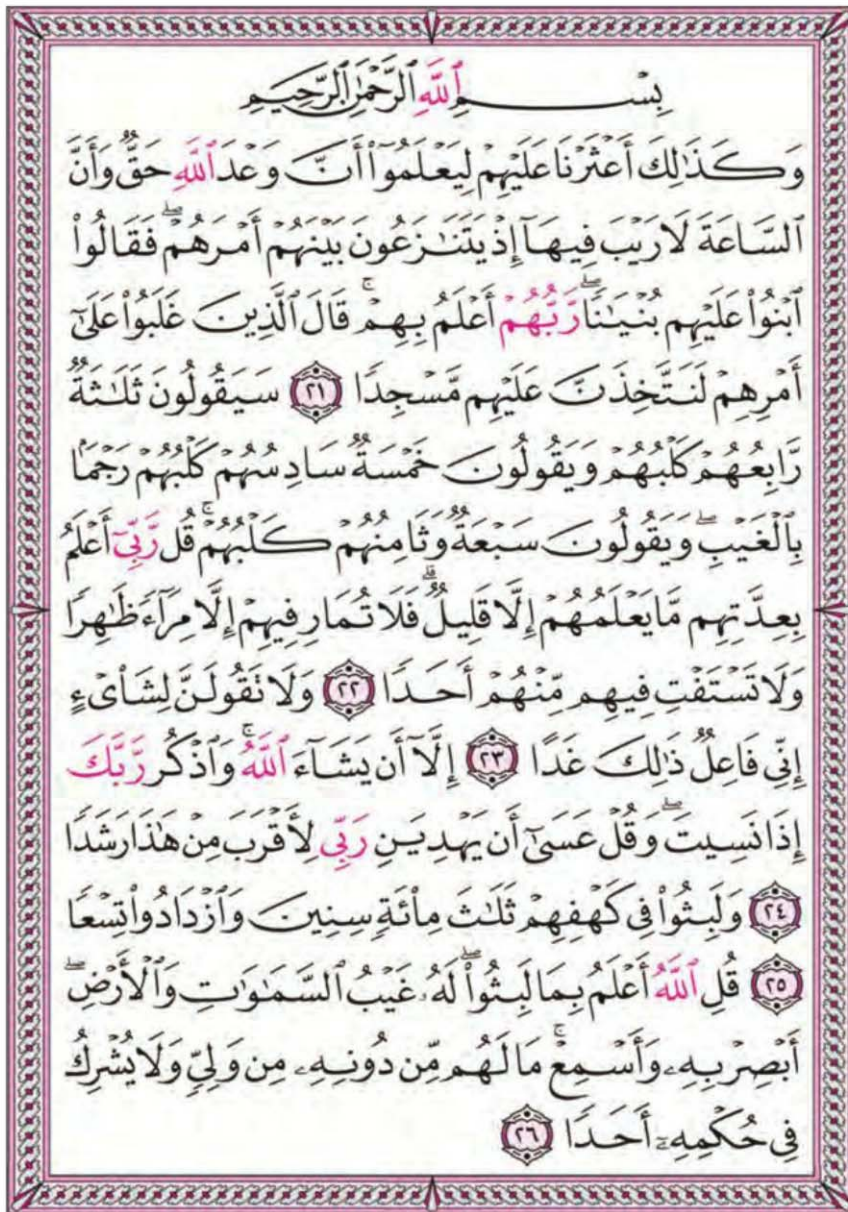 بِسْمِ ٱللَّهِ ٱلرَّحْمَٰنِ ٱلرَّحِيمِ
وَكَذَٰلِكَ أَعْثَرْنَا عَلَيْهِمْ لِيَعْلَمُوٓا۟ أَنَّ وَعْدَ ٱللَّهِ حَقٌّ وَأَنَّ
ٱلسَّاعَةَ لَا رَيْبَ فِيهَآ إِذْ يَتَنَٰزَعُونَ بَيْنَهُمْ أَمْرَهُمْ ۖ فَقَالُوا۟
ٱبْنُوا۟ عَلَيْهِم بُنْيَٰنًا ۖ رَّبُّهُمْ أَعْلَمُ بِهِمْ ۚ قَالَ ٱلَّذِينَ غَلَبُوا۟ عَلَىٰٓ
أَمْرِهِمْ لَنَتَّخِذَنَّ عَلَيْهِم مَّسْجِدًا ٢١ سَيَقُولُونَ ثَلَٰثَةٌ
رَّابِعُهُمْ كَلْبُهُمْ وَيَقُولُونَ خَمْسَةٌ سَادِسُهُمْ كَلْبُهُمْ رَجْمًۢا
بِٱلْغَيْبِ ۖ وَيَقُولُونَ سَبْعَةٌ وَثَامِنُهُمْ كَلْبُهُمْ ۚ قُل رَّبِّىٓ أَعْلَمُ
بِعِدَّتِهِم مَّا يَعْلَمُهُمْ إِلَّا قَلِيلٌ ۗ فَلَا تُمَارِ فِيهِمْ إِلَّا مِرَآءً ظَٰهِرًا
وَلَا تَسْتَفْتِ فِيهِم مِّنْهُمْ أَحَدًا ٢٢ وَلَا تَقُولَنَّ لِشَا۟ىْءٍ
إِنِّى فَاعِلٌ ذَٰلِكَ غَدًا ٢٣ إِلَّآ أَن يَشَآءَ ٱللَّهُ ۚ وَٱذْكُر رَّبَّكَ
إِذَا نَسِيتَ ۖ وَقُلْ عَسَىٰٓ أَن يَهْدِيَنِ رَبِّى لِأَقْرَبَ مِنْ هَٰذَا رَشَدًا
٢٤ وَلَبِثُوا۟ فِى كَهْفِهِمْ ثَلَٰثَ مِا۟ئَةٍ سِنِينَ وَٱزْدَادُوا۟ تِسْعًا
٢٥ قُلِ ٱللَّهُ أَعْلَمُ بِمَا لَبِثُوا۟ ۖ لَهُۥ غَيْبُ ٱلسَّمَٰوَٰتِ وَٱلْأَرْضِ ۖ
أَبْصِرْ بِهِۦ وَأَسْمِعْ ۚ مَا لَهُم مِّن دُونِهِۦ مِن وَلِىٍّ وَلَا يُشْرِكُ
فِى حُكْمِهِۦٓ أَحَدًا ٢٦